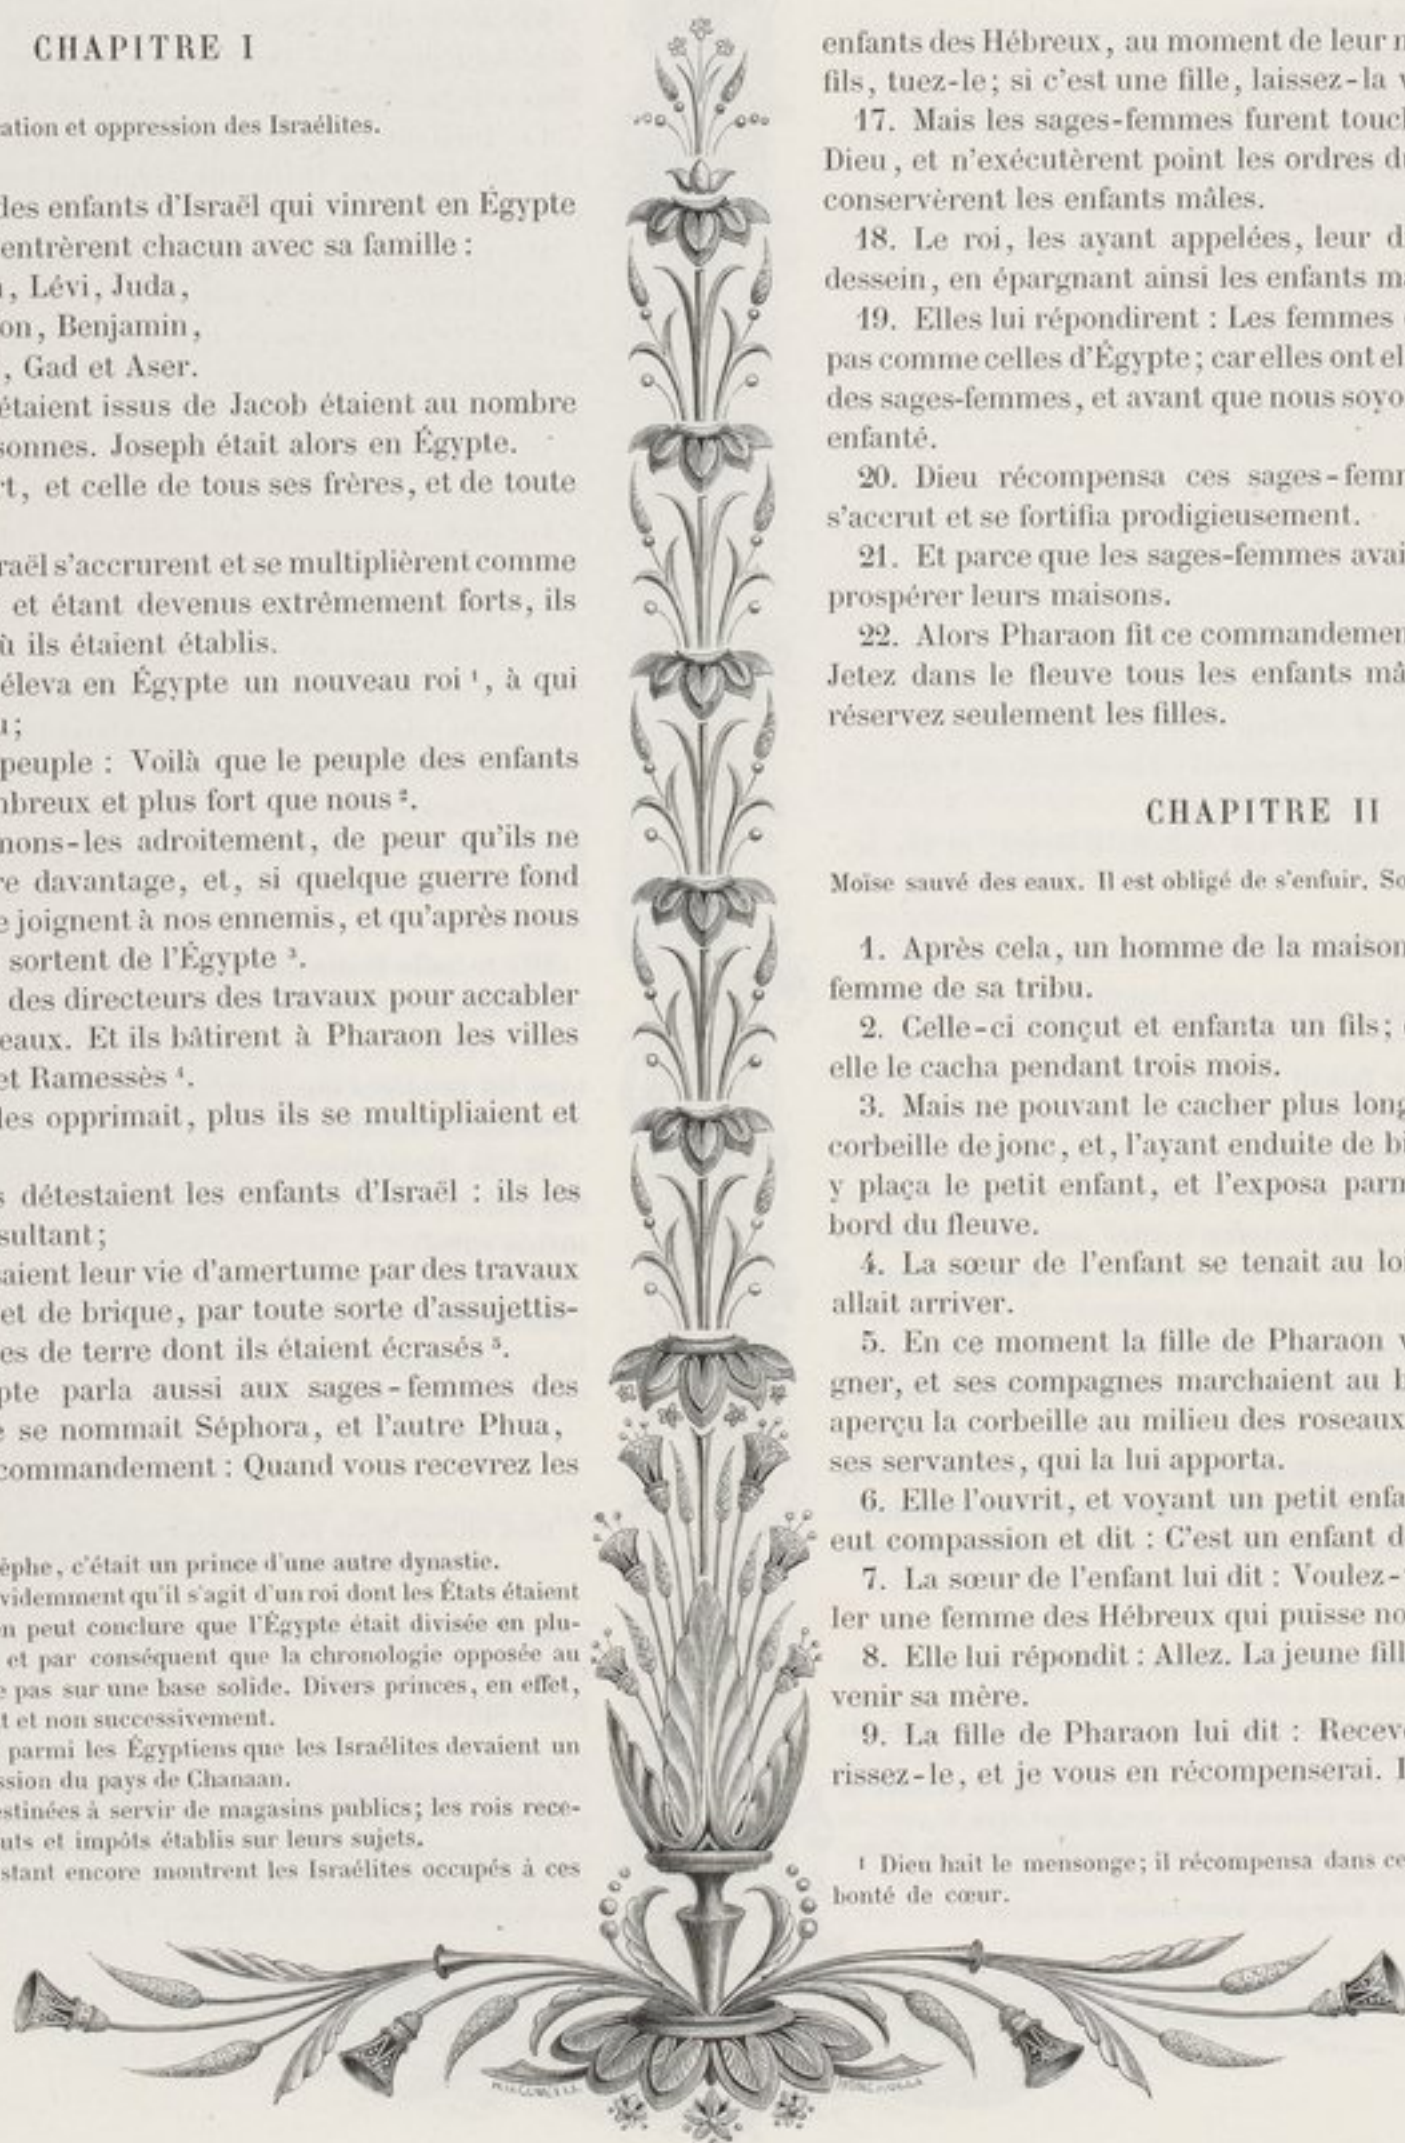 CHAPITRE I
ation et oppression des Israélites.
des enfants d'Israël qui vinrent en Égypte
entrèrent chacun avec sa famille :
, Lévi, Juda,
on, Benjamin,
, Gad et Aser.
étaient issus de Jacob étaient au nombre
sonnes. Joseph était alors en Égypte.
rt, et celle de tous ses frères, et de toute
raël s'accrurent et se multiplièrent comme
et étant devenus extrêmement forts, ils
ù ils étaient établis.
éleva en Égypte un nouveau roi ¹, à qui
u;
peuple : Voilà que le peuple des enfants
mbreux et plus fort que nous ².
nons-les adroitement, de peur qu'ils ne
re davantage, et, si quelque guerre fond
e joignent à nos ennemis, et qu'après nous
sortent de l'Égypte ³.
des directeurs des travaux pour accabler
eaux. Et ils bâtirent à Pharaon les villes
et Ramessès ⁴.
les opprimait, plus ils se multipliaient et
s détestaient les enfants d'Israël : ils les
sultant;
aient leur vie d'amertume par des travaux
et de brique, par toute sorte d'assujettis-
es de terre dont ils étaient écrasés ⁵.
pte parla aussi aux sages-femmes des
e se nommait Séphora, et l'autre Phua,
commandement : Quand vous recevrez les
èphe, c'était un prince d'une autre dynastie.
videmment qu'il s'agit d'un roi dont les États étaient
en peut conclure que l'Égypte était divisée en plu-
et par conséquent que la chronologie opposée au
e pas sur une base solide. Divers princes, en effet,
t et non successivement.
parmi les Égyptiens que les Israélites devaient un
ssion du pays de Chanaan.
estinées à servir de magasins publics; les rois rece-
uts et impôts établis sur leurs sujets.
stant encore montrent les Israélites occupés à ces
enfants des Hébreux, au moment de leur n
fils, tuez-le; si c'est une fille, laissez-la v
17. Mais les sages-femmes furent touc
Dieu, et n'exécutèrent point les ordres d
conservèrent les enfants mâles.
18. Le roi, les ayant appelées, leur d
dessein, en épargnant ainsi les enfants m
19. Elles lui répondirent : Les femmes
pas comme celles d'Égypte; car elles ont el
des sages-femmes, et avant que nous soyo
enfanté.
20. Dieu récompensa ces sages-fem
s'accrut et se fortifia prodigieusement.
21. Et parce que les sages-femmes avai
prospérer leurs maisons.
22. Alors Pharaon fit ce commandemen
Jetez dans le fleuve tous les enfants mâ
réservez seulement les filles.
CHAPITRE II
Moïse sauvé des eaux. Il est obligé de s'enfuir. So
1. Après cela, un homme de la maison
femme de sa tribu.
2. Celle-ci conçut et enfanta un fils;
elle le cacha pendant trois mois.
3. Mais ne pouvant le cacher plus long
corbeille de jonc, et, l'ayant enduite de bi
y plaça le petit enfant, et l'exposa parm
bord du fleuve.
4. La sœur de l'enfant se tenait au loi
allait arriver.
5. En ce moment la fille de Pharaon v
gner, et ses compagnes marchaient au b
aperçu la corbeille au milieu des roseaux
ses servantes, qui la lui apporta.
6. Elle l'ouvrit, et voyant un petit enfa
eut compassion et dit : C'est un enfant d
7. La sœur de l'enfant lui dit : Voulez-
ler une femme des Hébreux qui puisse no
8. Elle lui répondit : Allez. La jeune fill
venir sa mère.
9. La fille de Pharaon lui dit : Receve
rissez-le, et je vous en récompenserai.
¹ Dieu hait le mensonge; il récompensa dans ce
bonté de cœur.